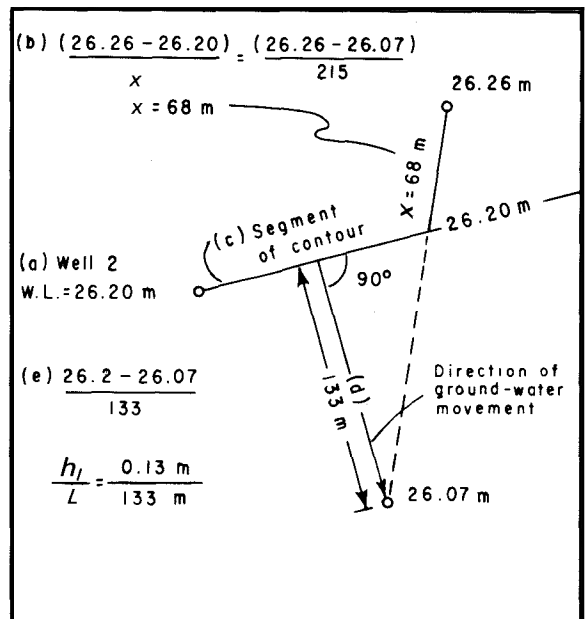 (b) (26.26 - 26.20) / x = (26.26 - 26.07) / 215
x = 68 m
26.26 m
X = 68 m
26.20 m
(c) Segment
of contour
(a) Well 2
W.L.= 26.20 m
90°
(e) 26.2 - 26.07 / 133
(d)
133 m
Direction of
ground-water
movement
hı / L = 0.13 m / 133 m
26.07 m